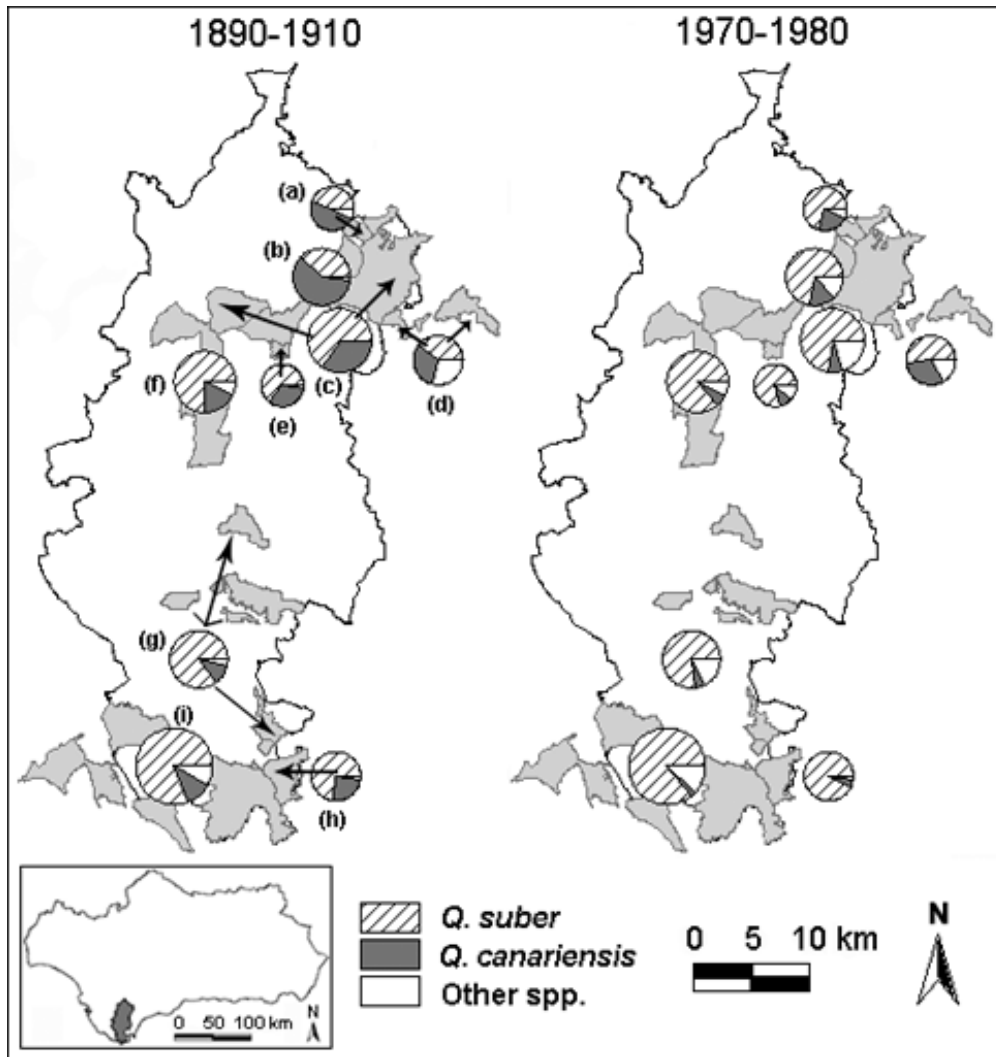 1890-1910 1970-1980
(a)
(b)
(c)
(d)
(e)
(f)
(g)
(h)
(i)
Q. suber
Q. canariensis
Other spp.
0 5 10 km
N
N
0 50 100 km